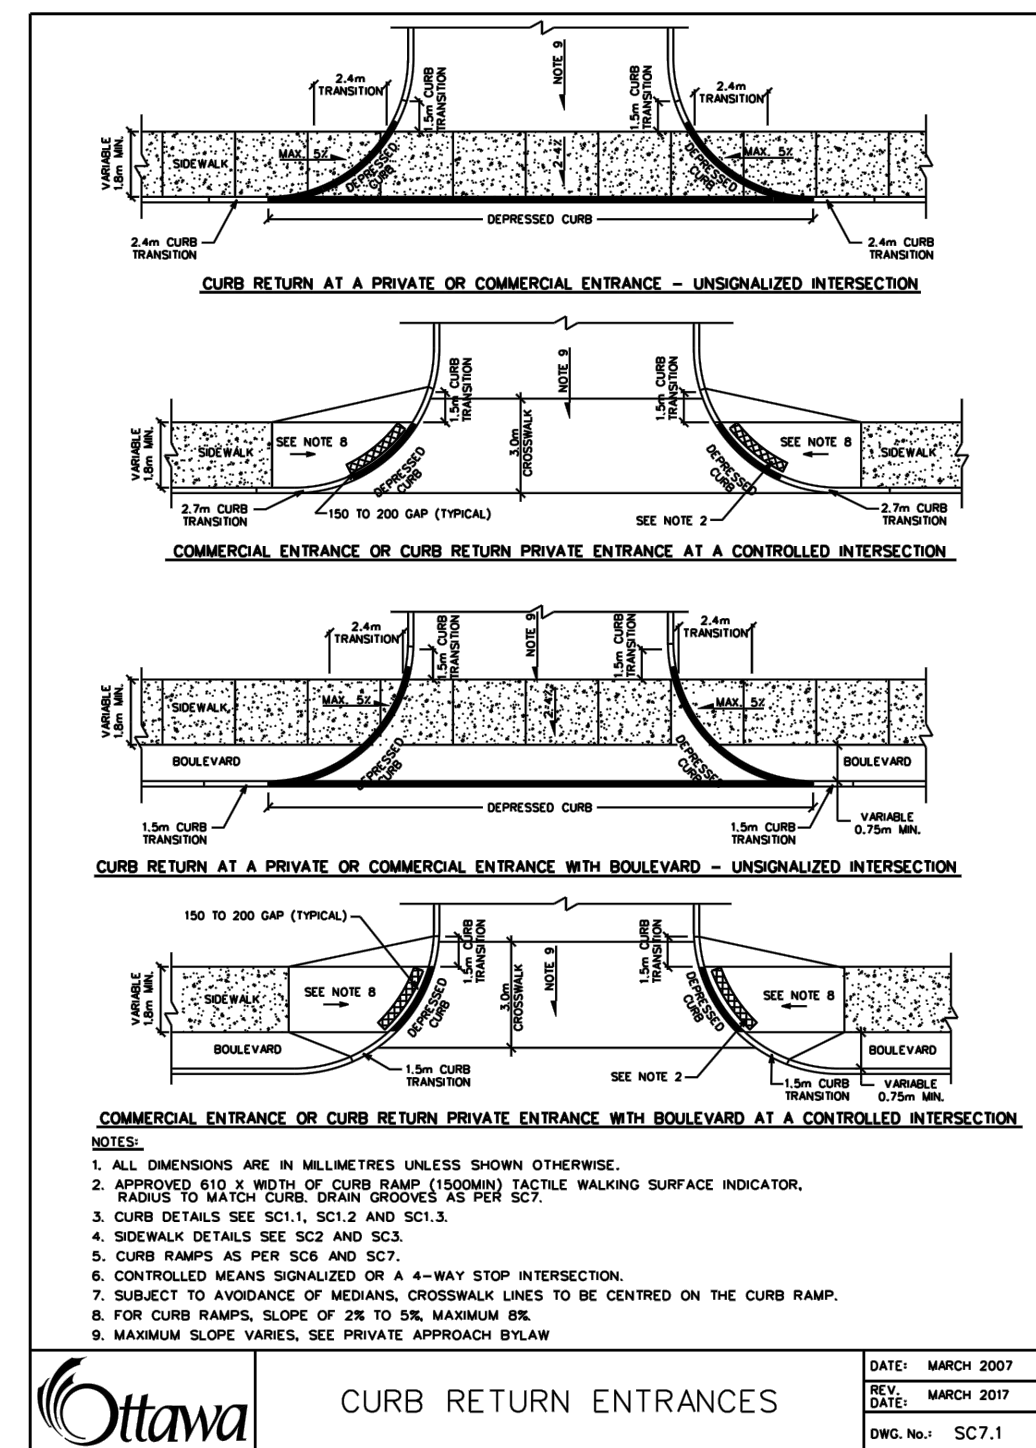 2.4m
TRANSITION
1.5m CURB
TRANSITION
NOTE 9
1.5m CURB
TRANSITION
2.4m
TRANSITION
VARIABLE
1.8m MIN.
SIDEWALK
MAX. 5%
DEPRESSED
CURB
2-4%
DEPRESSED
CURB
MAX. 5%
DEPRESSED CURB
2.4m CURB
TRANSITION
2.4m CURB
TRANSITION
CURB RETURN AT A PRIVATE OR COMMERCIAL ENTRANCE - UNSIGNALIZED INTERSECTION
1.5m CURB
TRANSITION
NOTE 9
1.5m CURB
TRANSITION
VARIABLE
1.8m MIN.
SIDEWALK
SEE NOTE 8
DEPRESSED
CURB
3.0m
CROSSWALK
DEPRESSED
CURB
SEE NOTE 8
SIDEWALK
2.7m CURB
TRANSITION
150 TO 200 GAP (TYPICAL)
SEE NOTE 2
2.7m CURB
TRANSITION
COMMERCIAL ENTRANCE OR CURB RETURN PRIVATE ENTRANCE AT A CONTROLLED INTERSECTION
2.4m
TRANSITION
1.5m CURB
TRANSITION
NOTE 9
1.5m CURB
TRANSITION
2.4m
TRANSITION
VARIABLE
1.8m MIN.
SIDEWALK
MAX. 5%
2-4%
MAX. 5%
BOULEVARD
DEPRESSED
CURB
DEPRESSED
CURB
BOULEVARD
DEPRESSED CURB
1.5m CURB
TRANSITION
1.5m CURB
TRANSITION
VARIABLE
0.75m MIN.
CURB RETURN AT A PRIVATE OR COMMERCIAL ENTRANCE WITH BOULEVARD - UNSIGNALIZED INTERSECTION
150 TO 200 GAP (TYPICAL)
1.5m CURB
TRANSITION
NOTE 9
1.5m CURB
TRANSITION
VARIABLE
1.8m MIN.
SIDEWALK
SEE NOTE 8
DEPRESSED
CURB
3.0m
CROSSWALK
DEPRESSED
CURB
SEE NOTE 8
SIDEWALK
BOULEVARD
BOULEVARD
1.5m CURB
TRANSITION
SEE NOTE 2
1.5m CURB
TRANSITION
VARIABLE
0.75m MIN.
COMMERCIAL ENTRANCE OR CURB RETURN PRIVATE ENTRANCE WITH BOULEVARD AT A CONTROLLED INTERSECTION
NOTES:
1. ALL DIMENSIONS ARE IN MILLIMETRES UNLESS SHOWN OTHERWISE.
2. APPROVED 610 X WIDTH OF CURB RAMP (1500MIN) TACTILE WALKING SURFACE INDICATOR,
RADIUS TO MATCH CURB. DRAIN GROOVES AS PER SC7.
3. CURB DETAILS SEE SC1.1, SC1.2 AND SC1.3.
4. SIDEWALK DETAILS SEE SC2 AND SC3.
5. CURB RAMPS AS PER SC6 AND SC7.
6. CONTROLLED MEANS SIGNALIZED OR A 4-WAY STOP INTERSECTION.
7. SUBJECT TO AVOIDANCE OF MEDIANS, CROSSWALK LINES TO BE CENTRED ON THE CURB RAMP.
8. FOR CURB RAMPS, SLOPE OF 2% TO 5%, MAXIMUM 8%.
9. MAXIMUM SLOPE VARIES, SEE PRIVATE APPROACH BYLAW
Ottawa
CURB RETURN ENTRANCES
DATE: MARCH 2007
REV.
DATE: MARCH 2017
DWG. No.: SC7.1